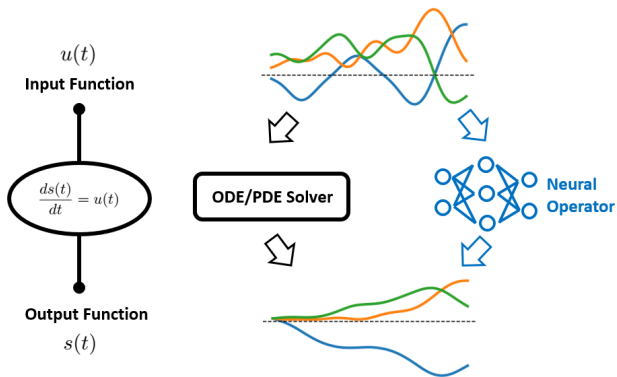 u(t)
Input Function
ds(t)/dt = u(t)
Output Function
s(t)
ODE/PDE Solver
Neural
Operator